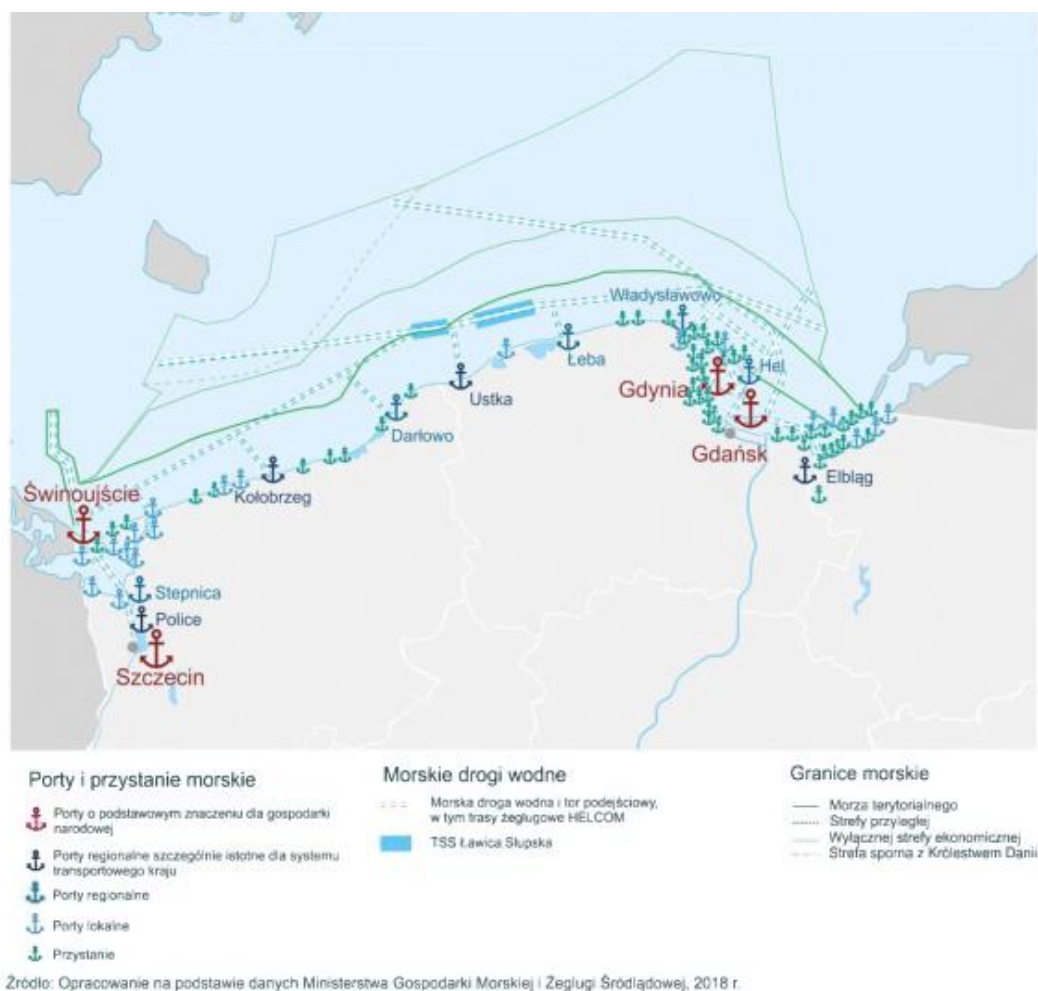 Władysławowo
Łeba
Hel
Ustka
Gdynia
Darłowo
Gdańsk
Elbląg
Kołobrzeg
Świnoujście
Stepnica
Police
Szczecin
Porty i przystanie morskie
Porty o podstawowym znaczeniu dla gospodarki
narodowej
Porty regionalne szczególnie istotne dla systemu
transportowego kraju
Porty regionalne
Porty lokalne
Przystanie
Morskie drogi wodne
Morska droga wodna i tor podejściowy,
w tym trasy żeglugowe HELCOM
TSS Ławica Słupska
Granice morskie
Morza terytorialnego
Strefy przyległej
Wyłącznej strefy ekonomicznej
Strefa sporna z Królestwem Danii
Źródło: Opracowanie na podstawie danych Ministerstwa Gospodarki Morskiej i Żeglugi Śródlądowej, 2018 r.